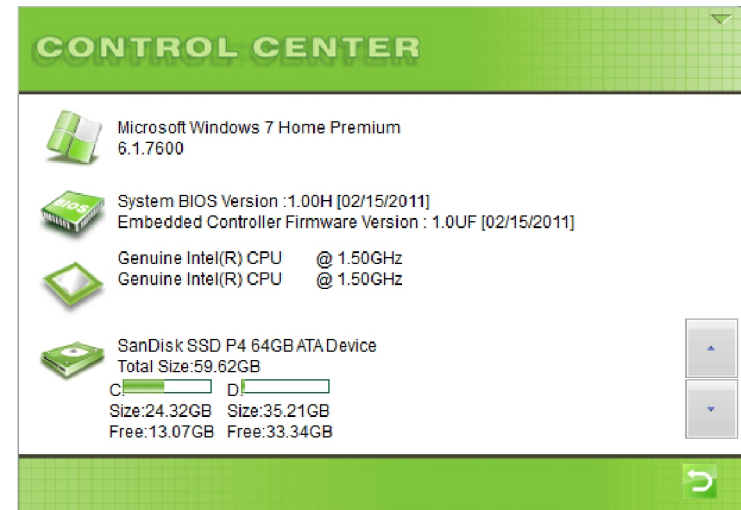 CONTROL CENTER
Microsoft Windows 7 Home Premium
6.1.7600
BIOS
System BIOS Version :1.00H [02/15/2011]
Embedded Controller Firmware Version : 1.0UF [02/15/2011]
Genuine Intel(R) CPU @ 1.50GHz
Genuine Intel(R) CPU @ 1.50GHz
SanDisk SSD P4 64GB ATA Device
Total Size:59.62GB
C: D:
Size:24.32GB Size:35.21GB
Free:13.07GB Free:33.34GB